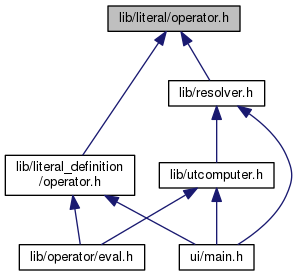 lib/literal/operator.h
lib/resolver.h
lib/literal_definition
/operator.h
lib/utcomputer.h
lib/operator/eval.h
ui/main.h